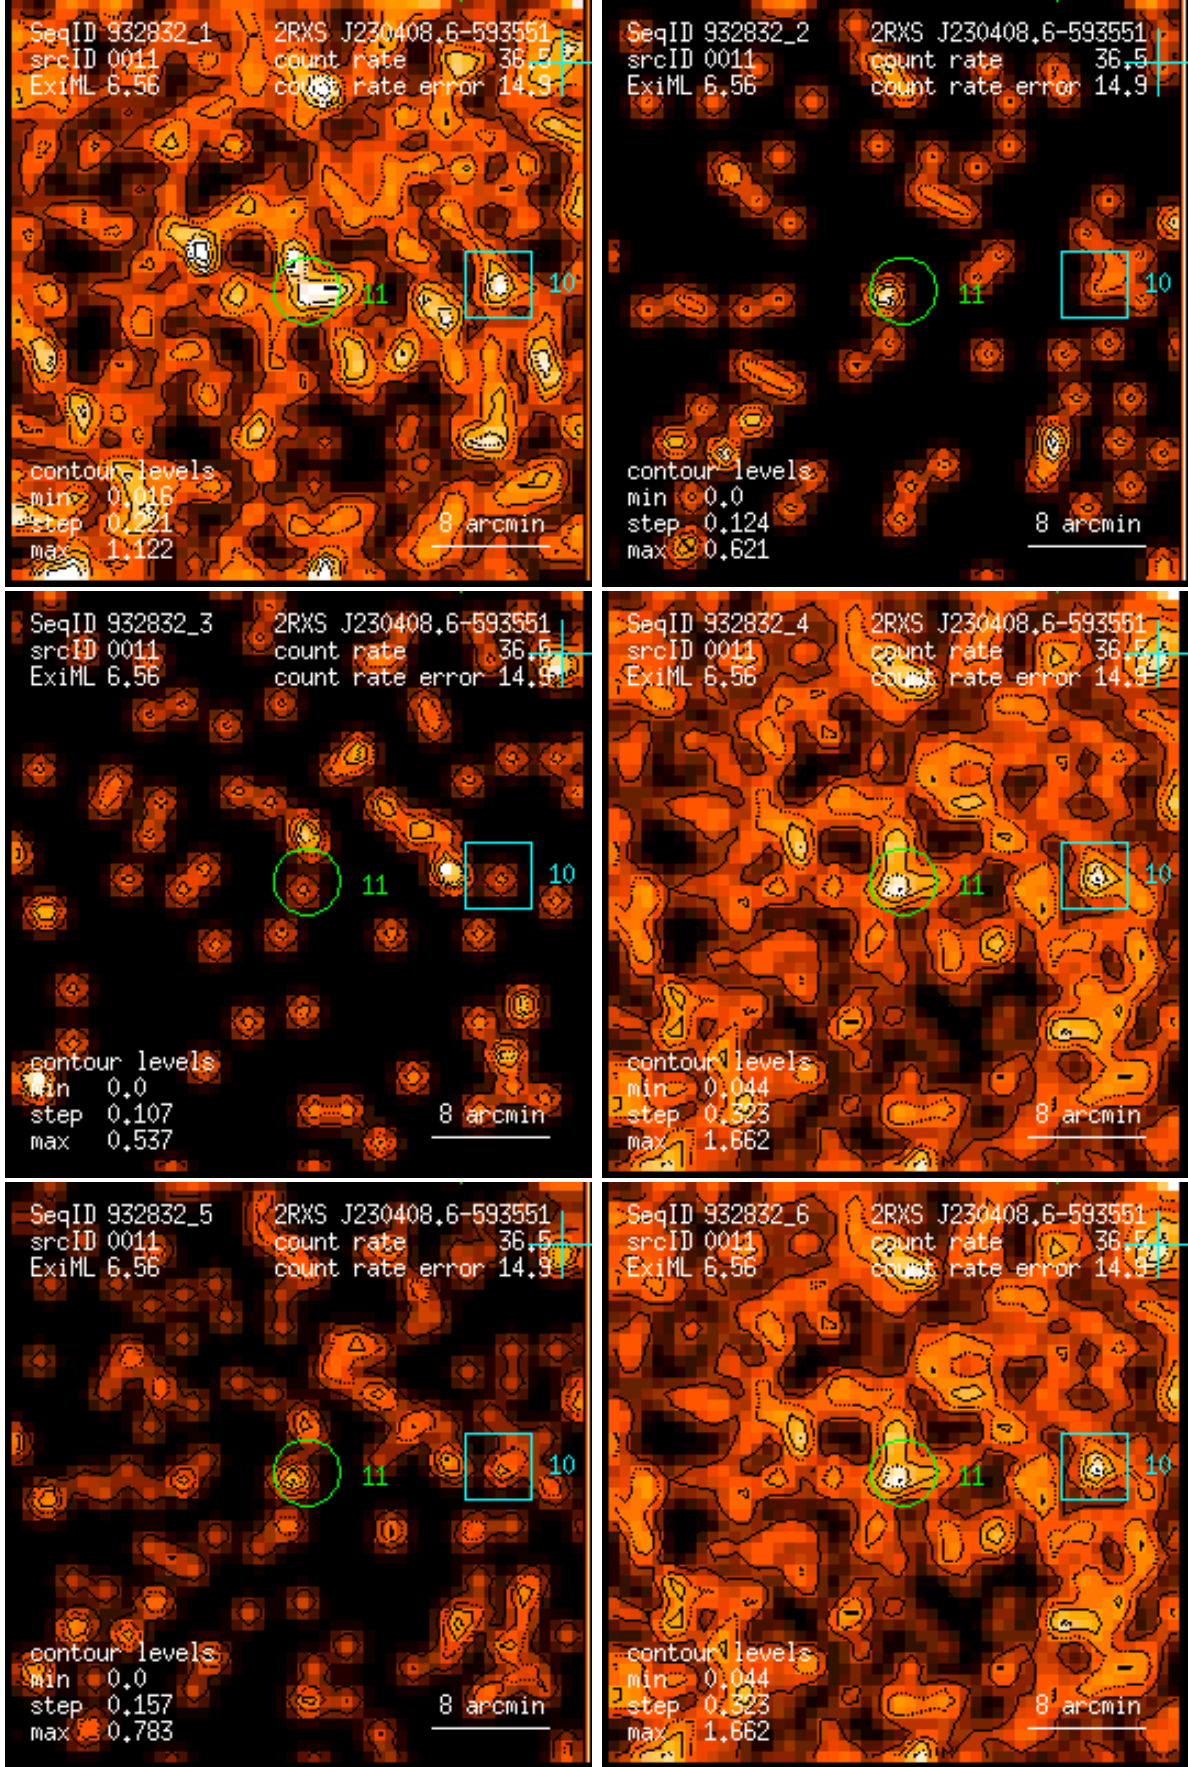 SeqID 932832_1 2RXS J230408.6-593551
srcID 0011 count rate 36.5
ExiML 6.56 count rate error 14.9
10
11
contour levels
min 0.016
step 0.221
max 1.122
8 arcmin
SeqID 932832_2 2RXS J230408.6-593551
srcID 0011 count rate 36.5
ExiML 6.56 count rate error 14.9
10
11
contour levels
min 0.0
step 0.124
max 0.621
8 arcmin
SeqID 932832_3 2RXS J230408.6-593551
srcID 0011 count rate 36.5
ExiML 6.56 count rate error 14.9
10
11
contour levels
min 0.0
step 0.107
max 0.537
8 arcmin
SeqID 932832_4 2RXS J230408.6-593551
srcID 0011 count rate 36.5
ExiML 6.56 count rate error 14.9
10
11
contour levels
min 0.044
step 0.323
max 1.662
8 arcmin
SeqID 932832_5 2RXS J230408.6-593551
srcID 0011 count rate 36.5
ExiML 6.56 count rate error 14.9
10
11
contour levels
min 0.0
step 0.157
max 0.783
8 arcmin
SeqID 932832_6 2RXS J230408.6-593551
srcID 0011 count rate 36.5
ExiML 6.56 count rate error 14.9
10
11
contour levels
min 0.044
step 0.323
max 1.662
8 arcmin